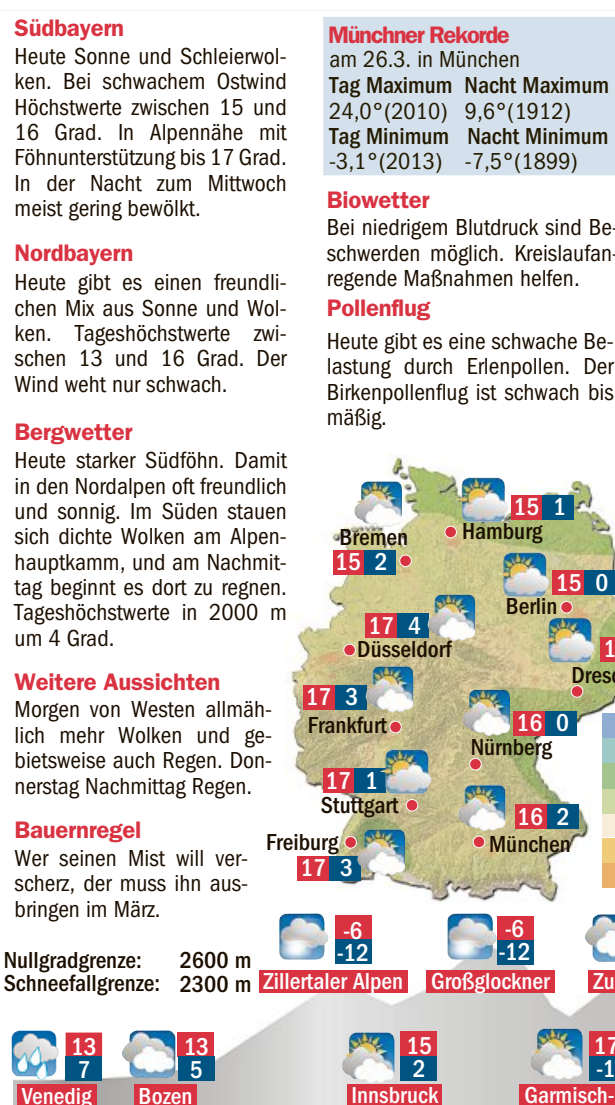 Südbayern
Heute Sonne und Schleierwol-
ken. Bei schwachem Ostwind
Höchstwerte zwischen 15 und
16 Grad. In Alpennähe mit
Föhnunterstützung bis 17 Grad.
In der Nacht zum Mittwoch
meist gering bewölkt.
Nordbayern
Heute gibt es einen freundli-
chen Mix aus Sonne und Wol-
ken. Tageshöchstwerte zwi-
schen 13 und 16 Grad. Der
Wind weht nur schwach.
Bergwetter
Heute starker Südföhn. Damit
in den Nordalpen oft freundlich
und sonnig. Im Süden stauen
sich dichte Wolken am Alpen-
hauptkamm, und am Nachmit-
tag beginnt es dort zu regnen.
Tageshöchstwerte in 2000 m
um 4 Grad.
Weitere Aussichten
Morgen von Westen allmäh-
lich mehr Wolken und ge-
bietsweise auch Regen. Don-
nerstag Nachmittag Regen.
Bauernregel
Wer seinen Mist will ver-
scherz, der muss ihn aus-
bringen im März.
Nullgradgrenze: 2600 m
Schneefallgrenze: 2300 m
Münchner Rekorde
am 26.3. in München
Tag Maximum Nacht Maximum
24,0°(2010) 9,6°(1912)
Tag Minimum Nacht Minimum
-3,1°(2013) -7,5°(1899)
Biowetter
Bei niedrigem Blutdruck sind Be-
schwerden möglich. Kreislaufan-
regende Maßnahmen helfen.
Pollenflug
Heute gibt es eine schwache Be-
lastung durch Erlenpollen. Der
Birkenpollenflug ist schwach bis
mäßig.
15 1
Hamburg
Bremen
15 2
15 0
Berlin
17 4
Düsseldorf
Dresd
17 3
Frankfurt
16 0
Nürnberg
17 1
Stuttgart
16 2
München
Freiburg
17 3
-6
-12
Zillertaler Alpen
-6
-12
Großglockner
Zu
13
7
Venedig
13
5
Bozen
15
2
Innsbruck
17
-1
Garmisch-